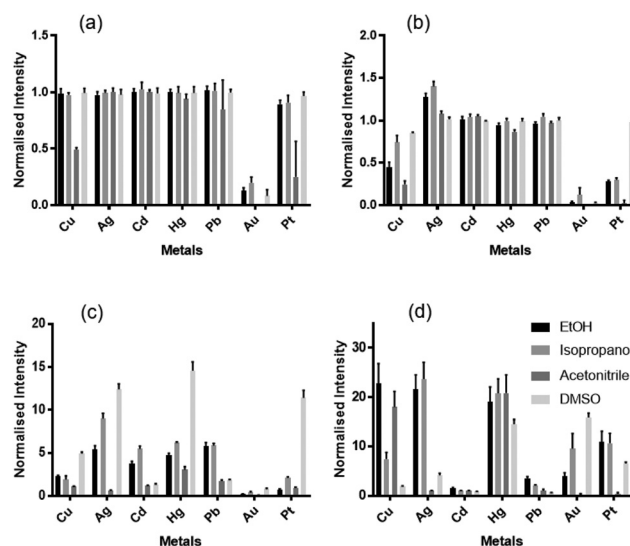 (a)
Normalised Intensity
1.5
1.0
0.5
0.0
Cu Ag Cd Hg Pb Au Pt
Metals
(b)
Normalised Intensity
2.0
1.5
1.0
0.5
0.0
Cu Ag Cd Hg Pb Au Pt
Metals
(c)
Normalised Intensity
20
15
10
5
0
Cu Ag Cd Hg Pb Au Pt
Metals
(d)
Normalised Intensity
30
20
10
0
Cu Ag Cd Hg Pb Au Pt
Metals
EtOH
Isopropano
Acetonitrile
DMSO